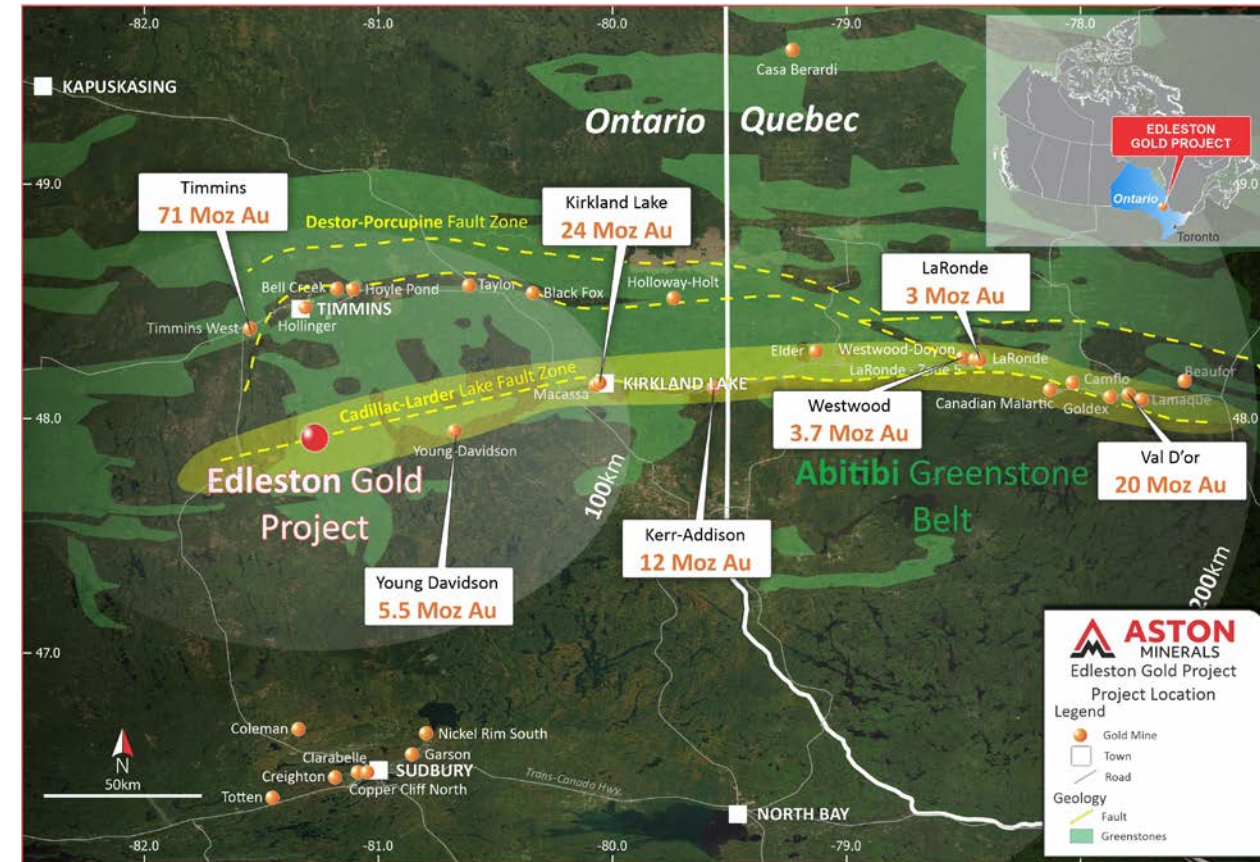 -82.0
-81.0
-80.0
-79.0
-78.0
Casa Berardi
KAPUSKASING
Ontario
Quebec
EDLESTON
GOLD PROJECT
Ontario
Toronto
49.0
49.0
Timmins
71 Moz Au
Destor-Porcupine Fault Zone
Kirkland Lake
24 Moz Au
LaRonde
3 Moz Au
Bell Creek
Hoyle Pond
Taylor
Black Fox
Holloway-Holt
TIMMINS
Hollinger
Timmins West
Elder
Westwood-Doyon
LaRonde
LaRonde - Zone 5
Cadillac-Larder Lake Fault Zone
KIRKLAND LAKE
Macassa
Camflo
Beaufor
Canadian Malartic
Goldex
Lamaque
48.0
48.0
Westwood
3.7 Moz Au
Young Davidson
Edleston Gold
Project
100km
Abitibi Greenstone
Belt
Val D'or
20 Moz Au
Kerr-Addison
12 Moz Au
Young Davidson
5.5 Moz Au
200km
47.0
47.0
ASTON
MINERALS
Edleston Gold Project
Project Location
Legend
Gold Mine
Town
Road
Geology
Fault
Greenstones
Coleman
Nickel Rim South
Clarabelle
Garson
Creighton
SUDBURY
Copper Cliff North
Totten
Trans-Canada Hwy.
NORTH BAY
N
50km
-82.0
-81.0
-80.0
-79.0
-78.0